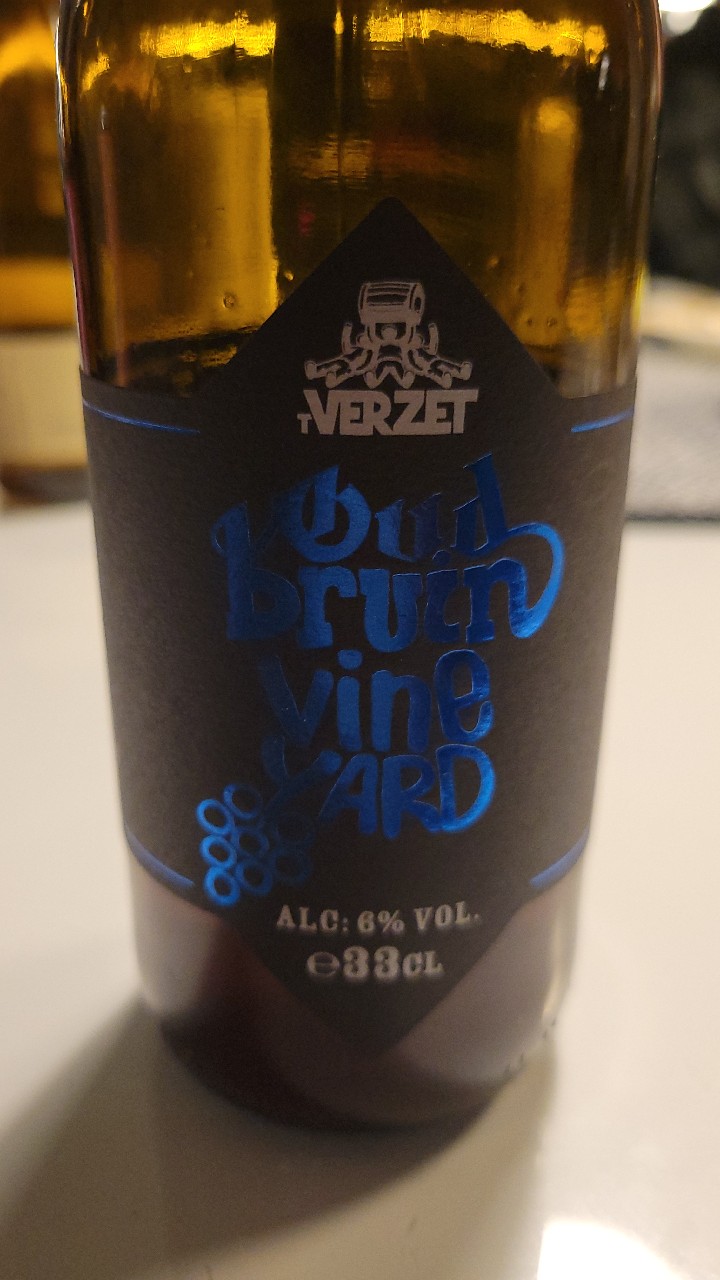 'T VERZET
Oud
bruin
vine
YARD
ALC: 6% VOL.
℮33CL